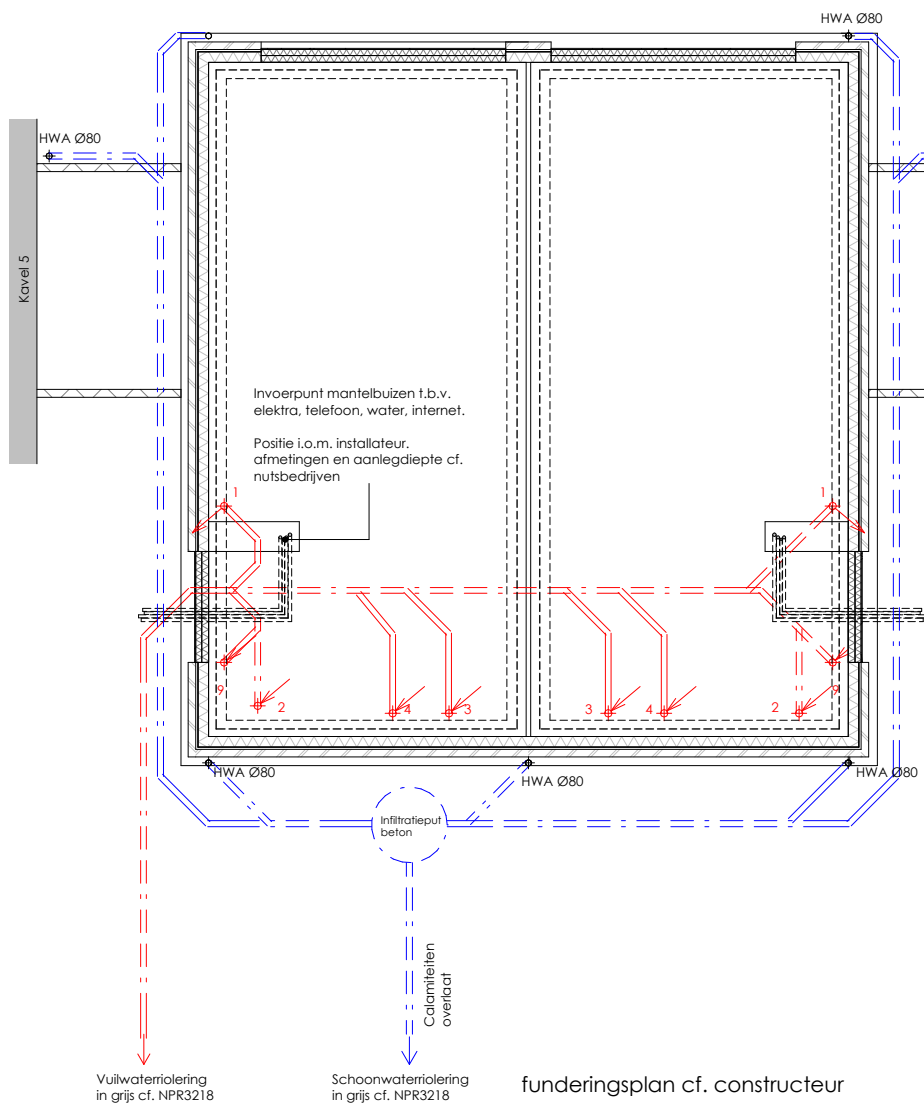 HWA Ø80
HWA Ø80
Kavel 5
Invoerpunt mantelbuizen t.b.v.
elektra, telefoon, water, internet.
Positie i.o.m. installateur.
afmetingen en aanlegdiepte cf.
nutsbedrijven
1
1
9
2
4
3
3
4
2
9
HWA Ø80
HWA Ø80
HWA Ø80
Infiltratieput
beton
Calamiteiten
overlaat
Vuilwaterriolering
in grijs cf. NPR3218
Schoonwaterriolering
in grijs cf. NPR3218
funderingsplan cf. constructeur